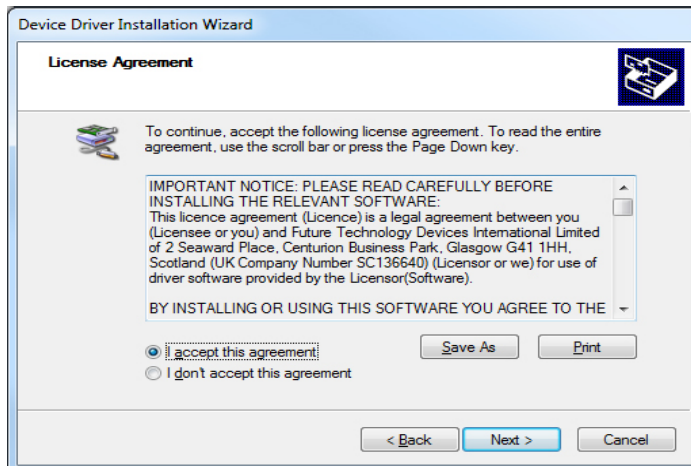 Device Driver Installation Wizard
License Agreement
To continue, accept the following license agreement. To read the entire
agreement, use the scroll bar or press the Page Down key.
IMPORTANT NOTICE: PLEASE READ CAREFULLY BEFORE
INSTALLING THE RELEVANT SOFTWARE:
This licence agreement (Licence) is a legal agreement between you
(Licensee or you) and Future Technology Devices International Limited
of 2 Seaward Place, Centurion Business Park, Glasgow G41 1HH,
Scotland (UK Company Number SC136640) (Licensor or we) for use of
driver software provided by the Licensor(Software).
BY INSTALLING OR USING THIS SOFTWARE YOU AGREE TO THE
I accept this agreement
Save As
Print
I don't accept this agreement
< Back
Next >
Cancel